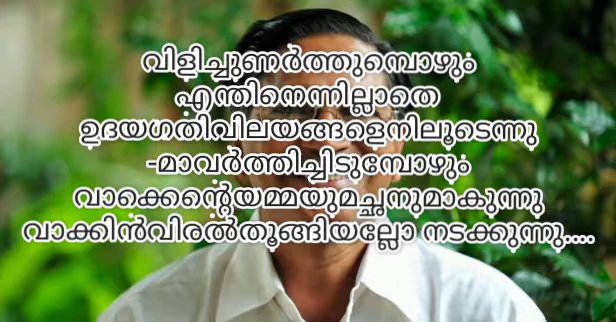 വിളിച്ചുണർത്തുമ്പൊഴും
എന്തിനെന്നില്ലാതെ
ഉദയഗതിവിലയങ്ങളെനിലൂടെന്നു
-മാവർത്തിച്ചിടുമ്പോഴും
വാക്കെന്റെയമ്മയുമച്ഛനുമാകുന്നു
വാക്കിൻവിരൽതൂങ്ങിയല്ലോ നടക്കുന്നു....